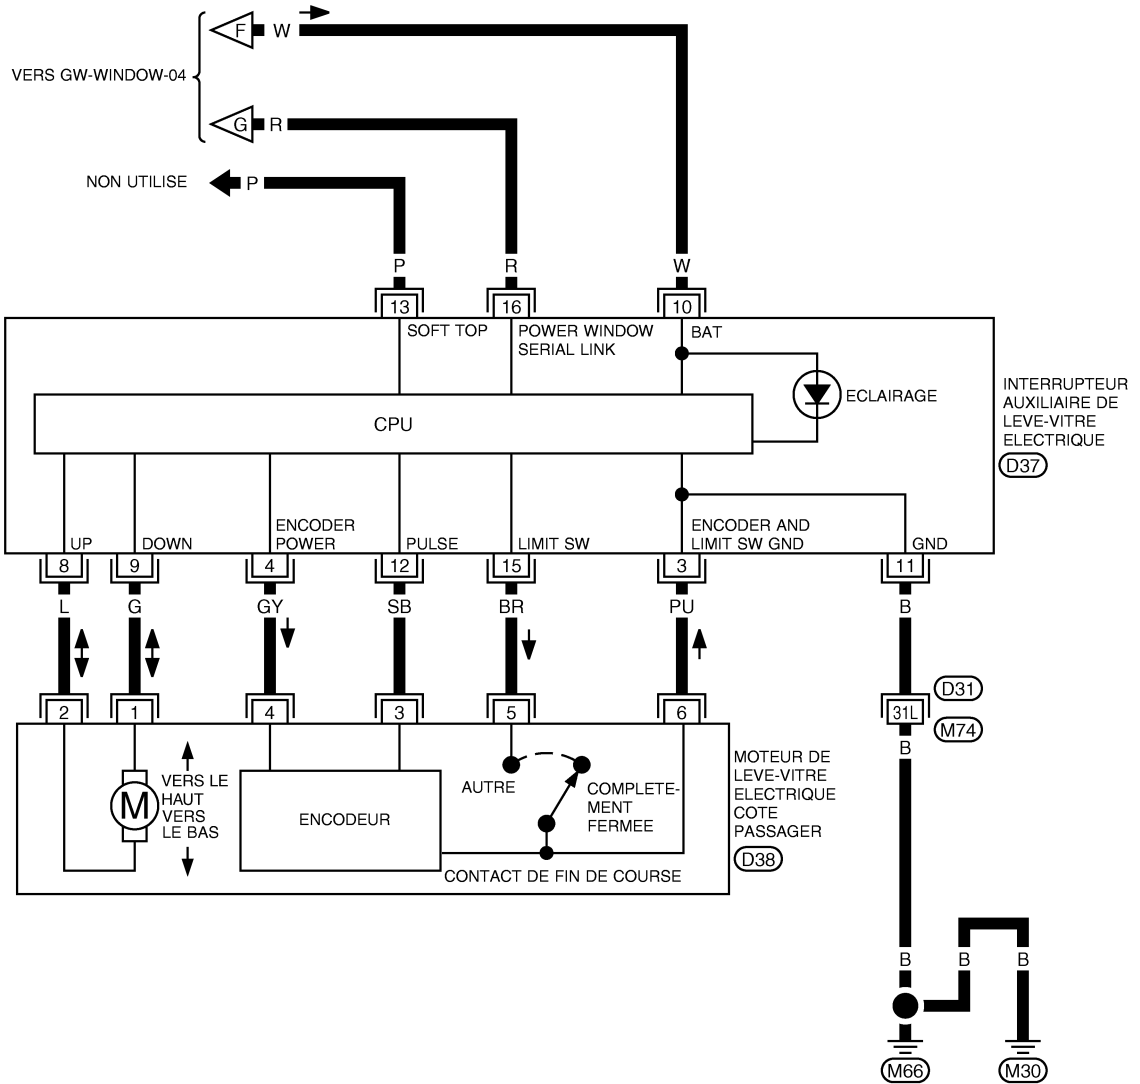 F W
VERS GW-WINDOW-04
G R
NON UTILISE
P
P R W
13 16 10
SOFT TOP
POWER WINDOW
SERIAL LINK
BAT
ECLAIRAGE
CPU
INTERRUPTEUR
AUXILIAIRE DE
LEVE-VITRE
ELECTRIQUE
D37
UP
DOWN
ENCODER
POWER
PULSE
LIMIT SW
ENCODER AND
LIMIT SW GND
GND
8 9 4 12 15 3 11
L G GY SB BR PU B
D31
2 1 4 3 5 6 31L
M74
B
M
VERS LE
HAUT
VERS
LE BAS
ENCODEUR
AUTRE
COMPLETE-
MENT
FERMEE
CONTACT DE FIN DE COURSE
MOTEUR DE
LEVE-VITRE
ELECTRIQUE
COTE
PASSAGER
D38
B B B
M66 M30